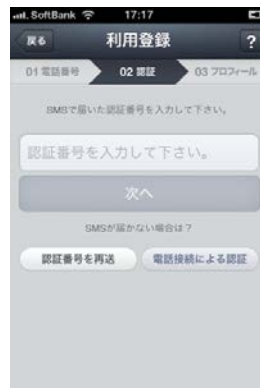 SoftBank 17:17
戻る 利用登録 ?
01 電話番号 02 認証 03 プロフィール
SMSで届いた認証番号を入力して下さい。
認証番号を入力して下さい。
次へ
SMSが届かない場合は？
認証番号を再送 電話接続による認証